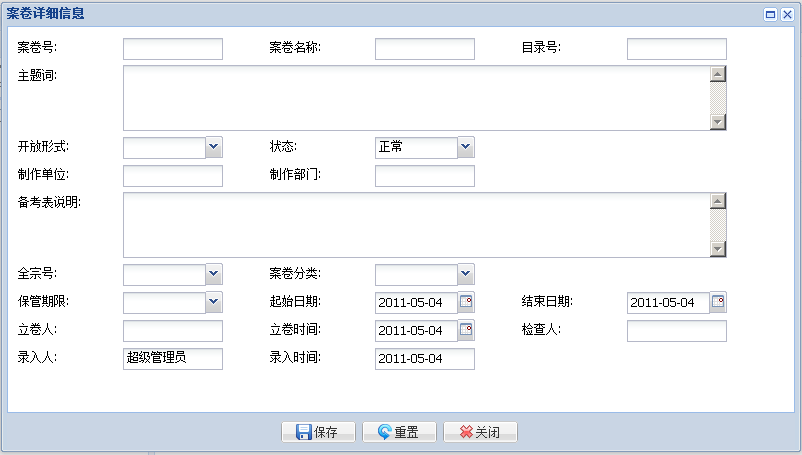 案卷详细信息
案卷号: 案卷名称: 目录号:
主题词:
开放形式: 状态: 正常
制作单位: 制作部门:
备考表说明:
全宗号: 案卷分类:
保管期限: 起始日期: 2011-05-04 结束日期: 2011-05-04
立卷人: 立卷时间: 2011-05-04 检查人:
录入人: 超级管理员 录入时间: 2011-05-04
保存 重置 关闭